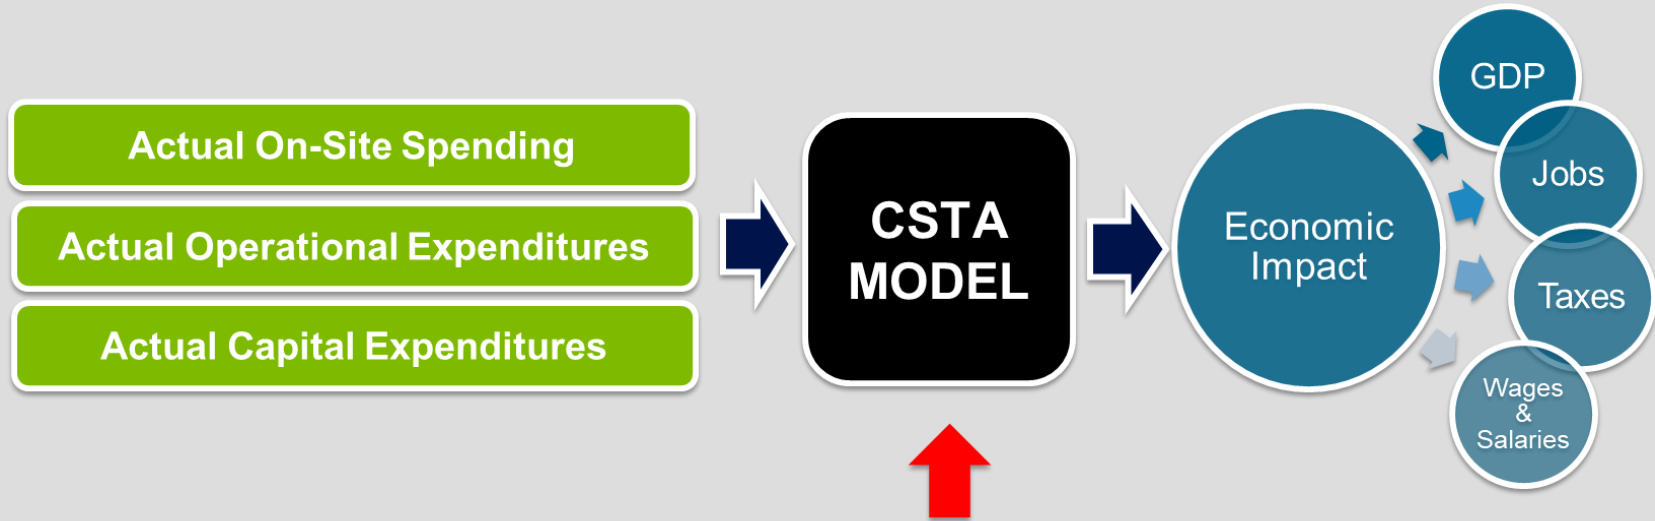 Actual On-Site Spending
Actual Operational Expenditures
Actual Capital Expenditures
CSTA
MODEL
Economic
Impact
GDP
Jobs
Taxes
Wages
&
Salaries